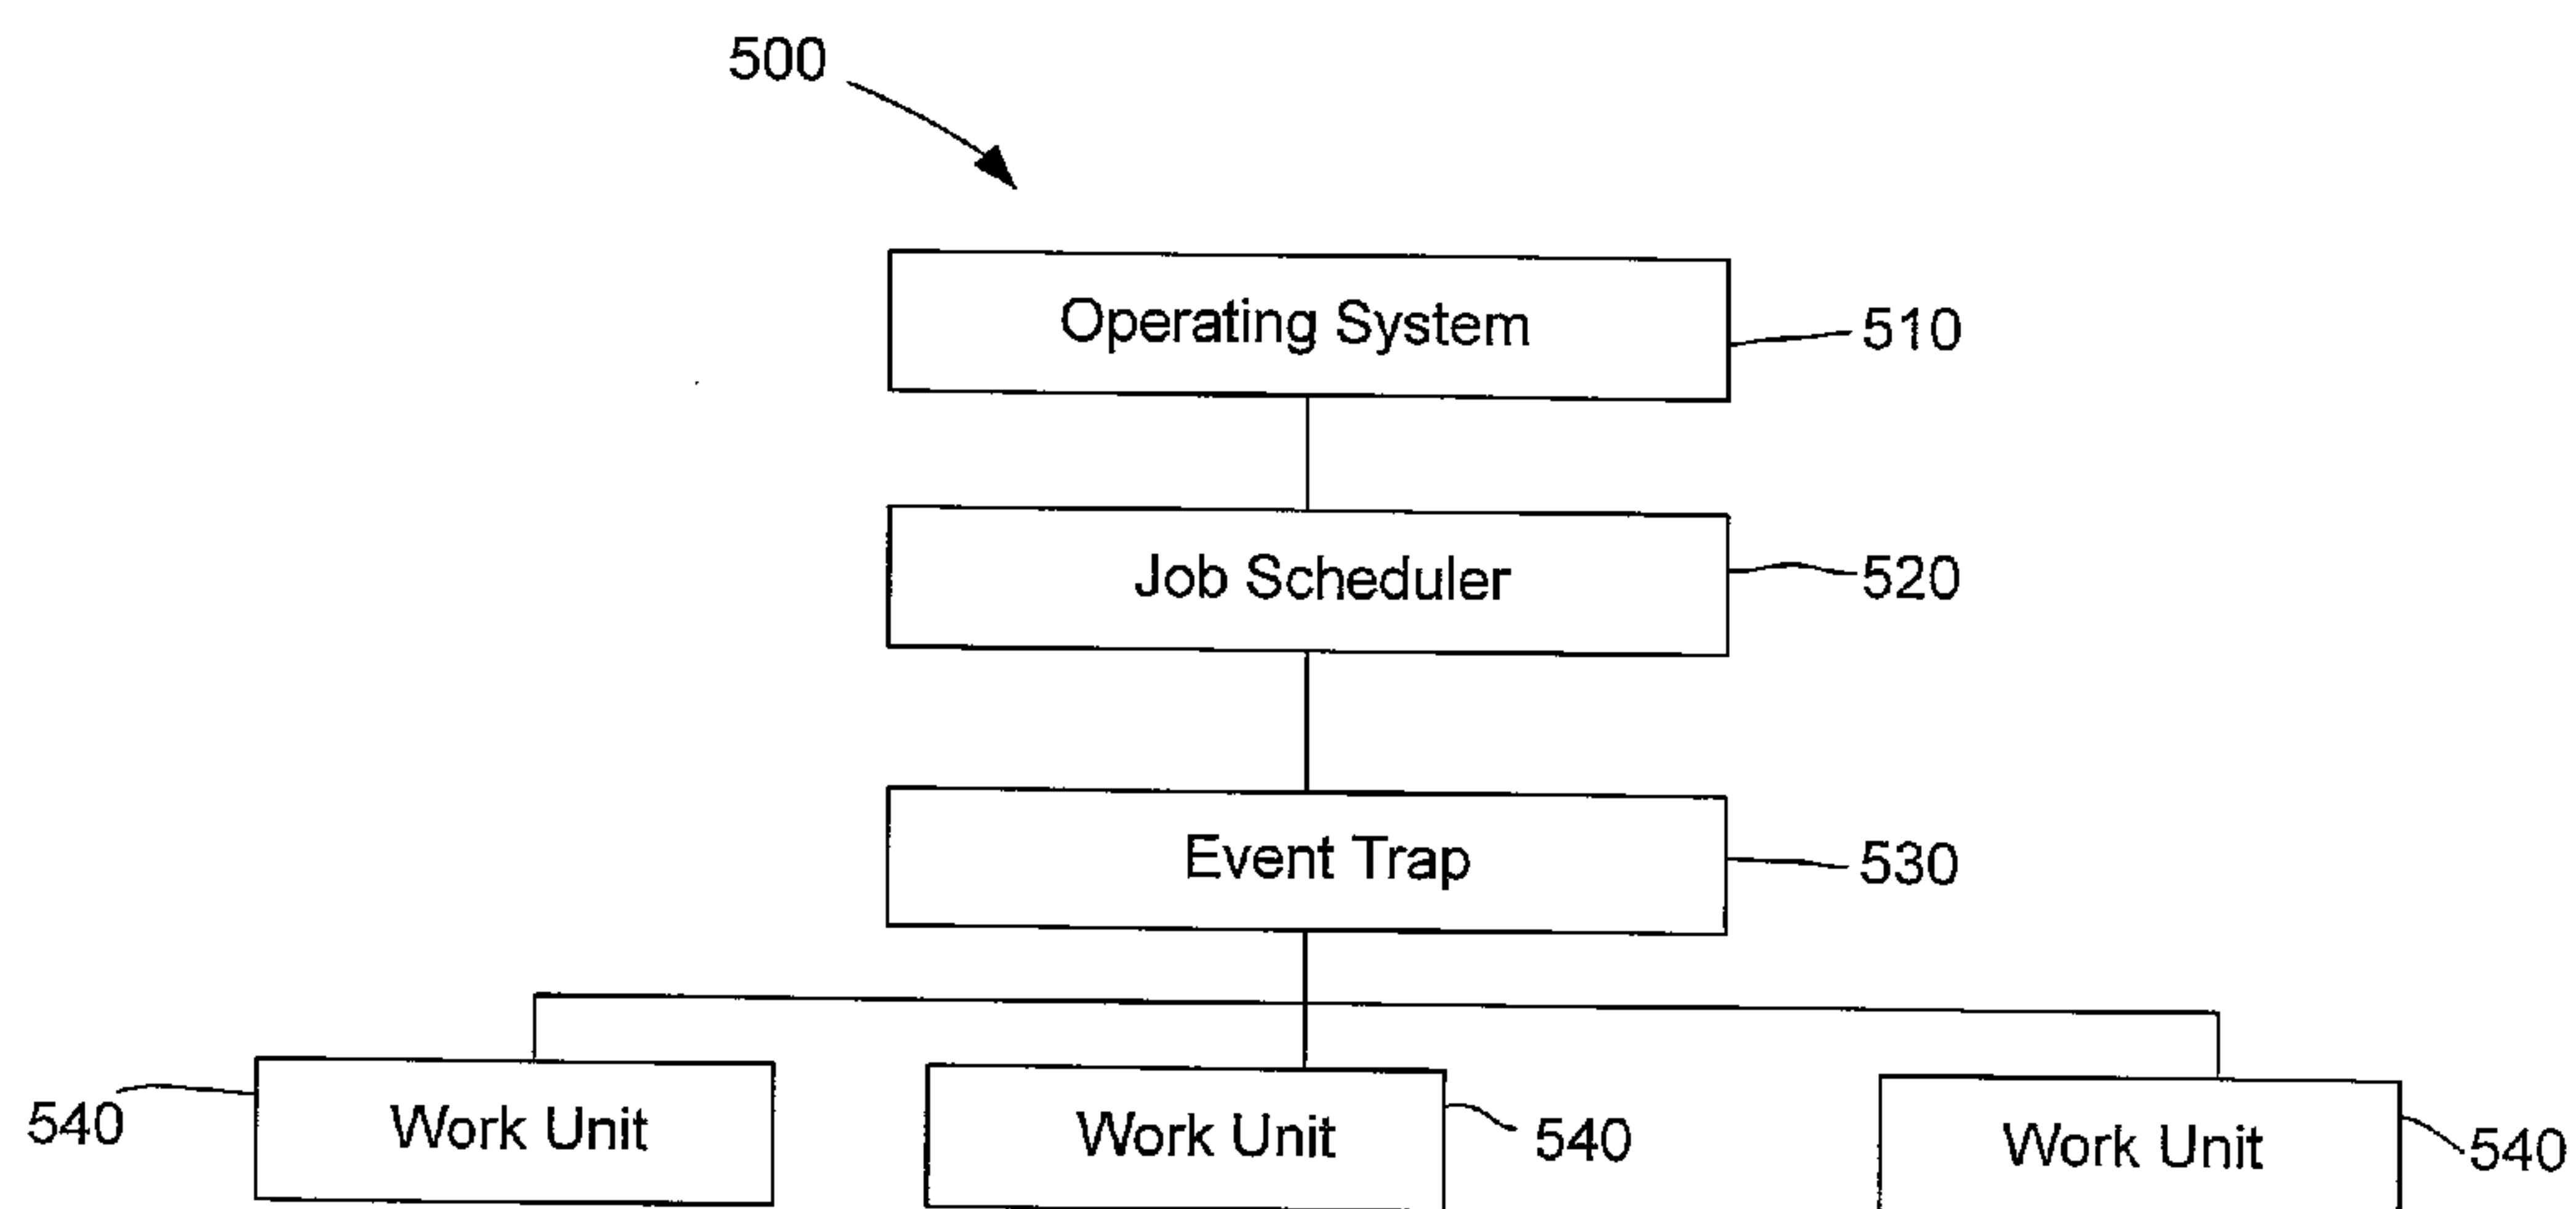 500
Operating System
510
Job Scheduler
520
Event Trap
530
540
Work Unit
Work Unit
540
Work Unit
540